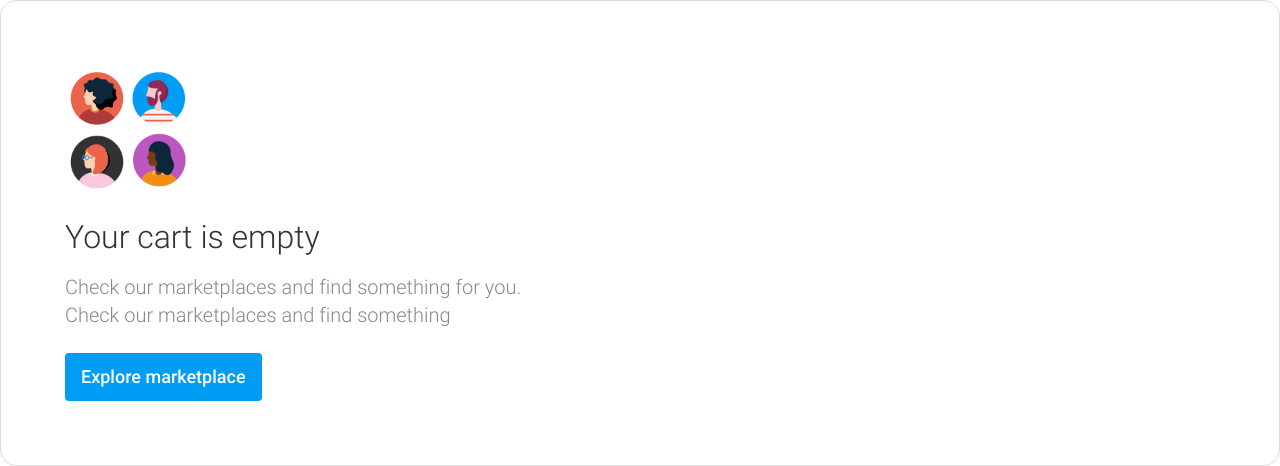 Your cart is empty
Check our marketplaces and find something for you.
Check our marketplaces and find something
Explore marketplace